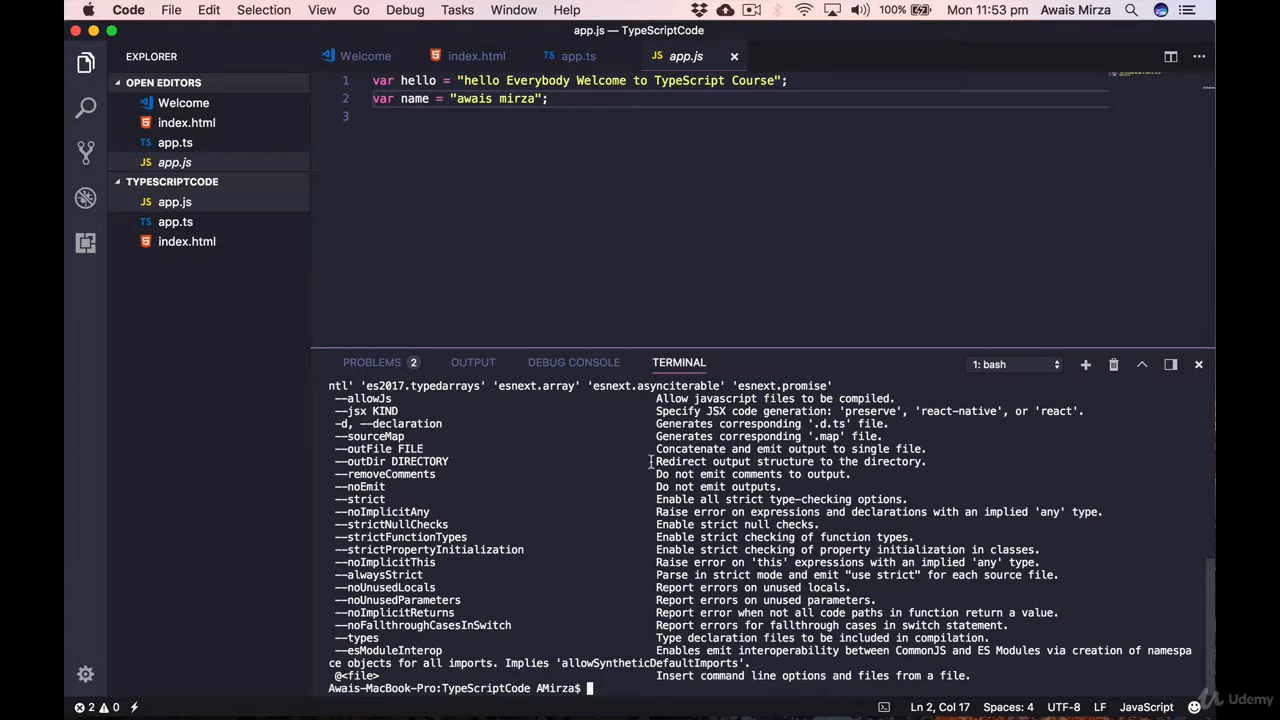 Code File Edit Selection View Go Debug Tasks Window Help 100% Mon 11:53 pm Awais Mirza
app.js — TypeScriptCode
EXPLORER
Welcome index.html TS app.ts JS app.js
OPEN EDITORS
Welcome
index.html
TS app.ts
JS app.js
TYPESCRIPTCODE
JS app.js
TS app.ts
index.html
1 var hello = "hello Everybody Welcome to TypeScript Course";
2 var name = "awais mirza";
3
PROBLEMS 2 OUTPUT DEBUG CONSOLE TERMINAL 1: bash
ntl' 'es2017.typedarrays' 'esnext.array' 'esnext.asynciterable' 'esnext.promise'
--allowJs Allow javascript files to be compiled.
--jsx KIND Specify JSX code generation: 'preserve', 'react-native', or 'react'.
-d, --declaration Generates corresponding '.d.ts' file.
--sourceMap Generates corresponding '.map' file.
--outFile FILE Concatenate and emit output to single file.
--outDir DIRECTORY Redirect output structure to the directory.
--removeComments Do not emit comments to output.
--noEmit Do not emit outputs.
--strict Enable all strict type-checking options.
--noImplicitAny Raise error on expressions and declarations with an implied 'any' type.
--strictNullChecks Enable strict null checks.
--strictFunctionTypes Enable strict checking of function types.
--strictPropertyInitialization Enable strict checking of property initialization in classes.
--noImplicitThis Raise error on 'this' expressions with an implied 'any' type.
--alwaysStrict Parse in strict mode and emit "use strict" for each source file.
--noUnusedLocals Report errors on unused locals.
--noUnusedParameters Report errors on unused parameters.
--noImplicitReturns Report error when not all code paths in function return a value.
--noFallthroughCasesInSwitch Report errors for fallthrough cases in switch statement.
--types Type declaration files to be included in compilation.
--esModuleInterop Enables emit interoperability between CommonJS and ES Modules via creation of namespa
ce objects for all imports. Implies 'allowSyntheticDefaultImports'.
@<file> Insert command line options and files from a file.
Awais-MacBook-Pro:TypeScriptCode AMirza$
2 0 Ln 2, Col 17 Spaces: 4 UTF-8 LF JavaScript
Udemy